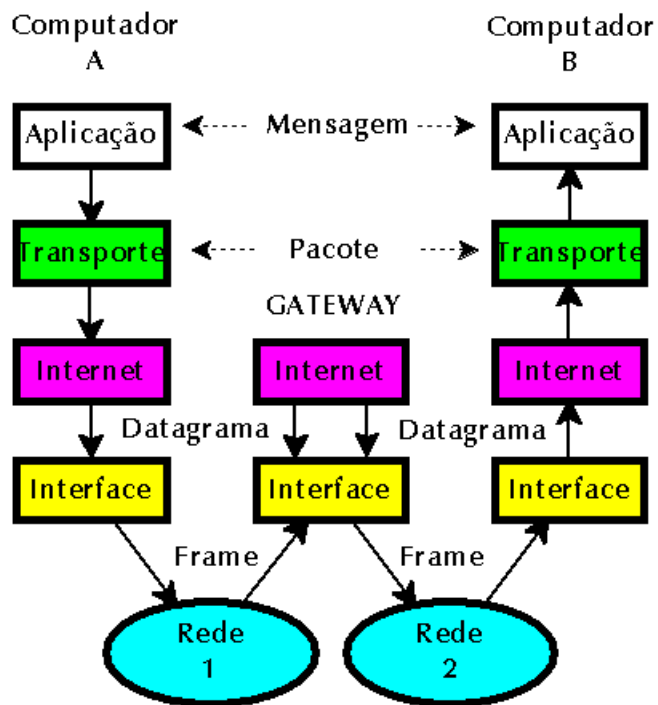 Computador
A
Computador
B
Aplicação
Mensagem
Aplicação
Transporte
Pacote
Transporte
GATEWAY
Internet
Internet
Internet
Datagrama
Datagrama
Interface
Interface
Interface
Frame
Frame
Rede
1
Rede
2